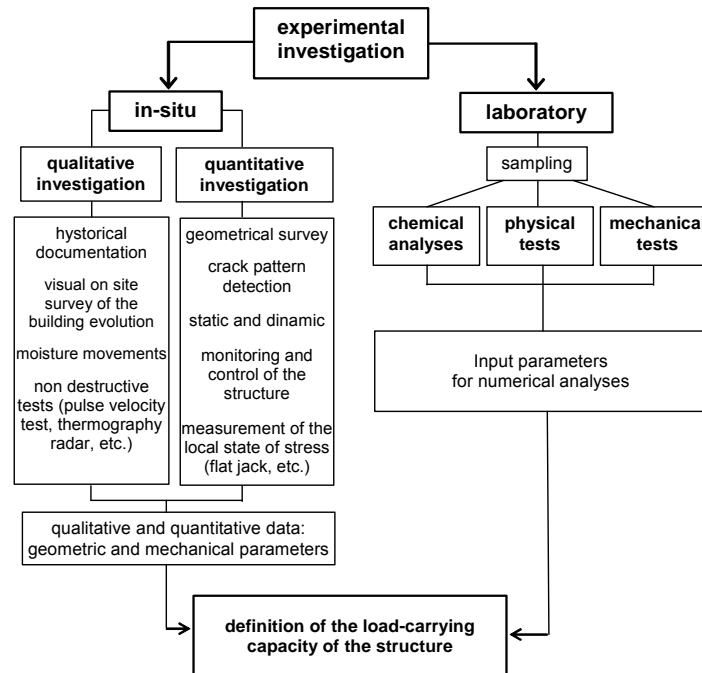 experimental
investigation
in-situ
laboratory
qualitative
investigation
quantitative
investigation
sampling
chemical
analyses
physical
tests
mechanical
tests
hystorical
documentation
visual on site
survey of the
building evolution
moisture movements
non destructive
tests (pulse velocity
test, thermography
radar, etc.)
geometrical survey
crack pattern
detection
static and dinamic
monitoring and
control of the
structure
measurement of the
local state of stress
(flat jack, etc.)
Input parameters
for numerical analyses
qualitative and quantitative data:
geometric and mechanical parameters
definition of the load-carrying
capacity of the structure